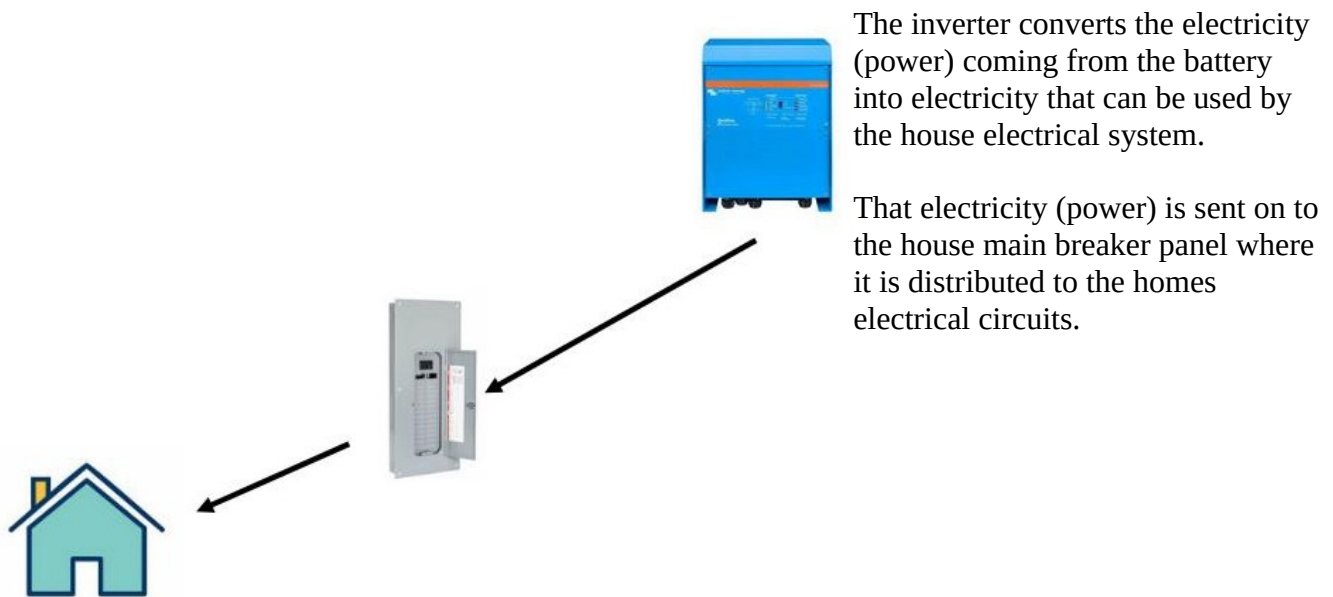 The inverter converts the electricity
(power) coming from the battery
into electricity that can be used by
the house electrical system.
That electricity (power) is sent on to
the house main breaker panel where
it is distributed to the homes
electrical circuits.